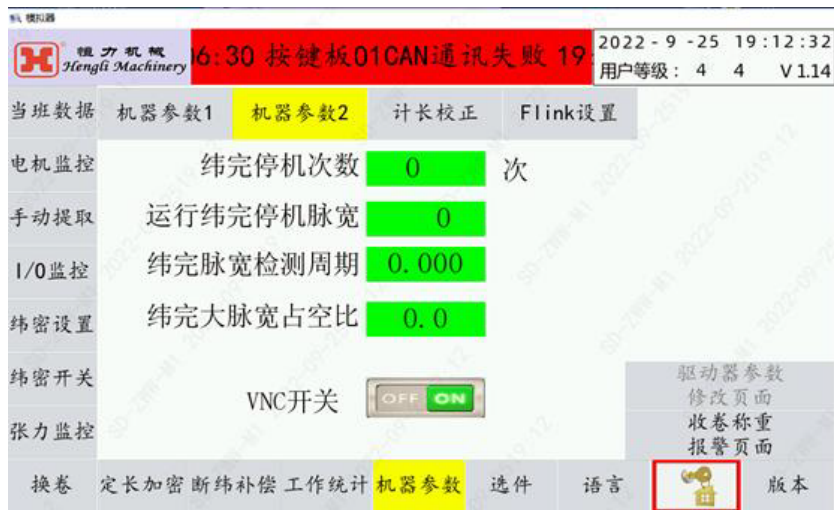 模拟器
恒力机械
Hengli Machinery
6:30 按键板01CAN通讯失败 19
2022-9-25 19:12:32
用户等级: 4 4 V 1.14
当班数据
机器参数1 机器参数2 计长校正 Flink设置
电机监控
纬完停机次数 0 次
手动提取
运行纬完停机脉宽 0
I/O监控
纬完脉宽检测周期 0.000
纬密设置
纬完大脉宽占空比 0.0
纬密开关
VNC开关 OFF ON
驱动器参数
修改页面
张力监控
收卷称重
报警页面
换卷 定长加密 断纬补偿 工作统计 机器参数 选件 语言 版本